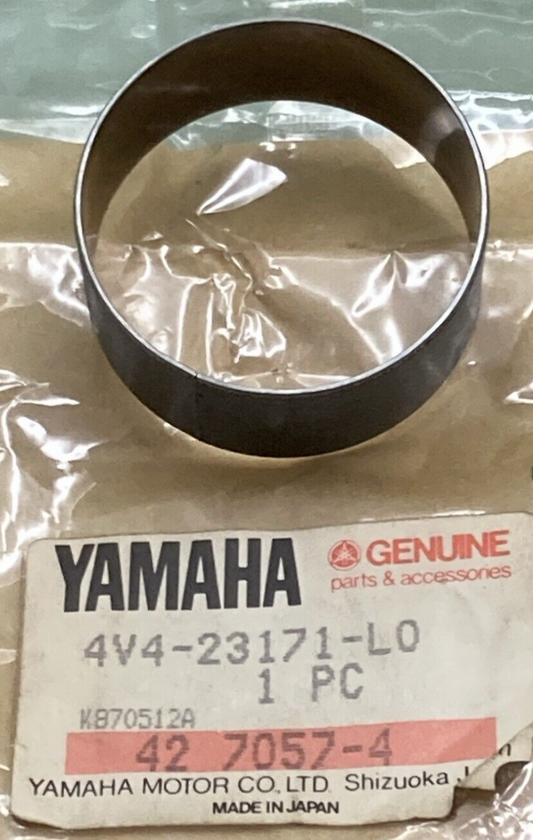 YAMAHA
GENUINE
parts & accessories
4V4-23171-L0
1 PC
K870512A
42 7057-4
YAMAHA MOTOR CO., LTD. Shizuoka
MADE IN JAPAN